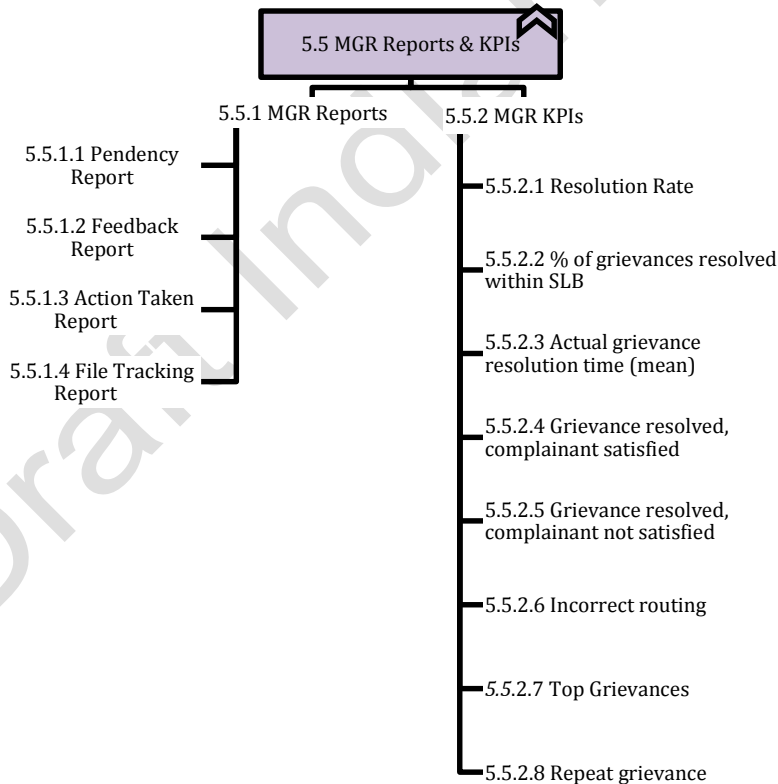 5.5 MGR Reports & KPIs
5.5.1 MGR Reports
5.5.1.1 Pendency
Report
5.5.1.2 Feedback
Report
5.5.1.3 Action Taken
Report
5.5.1.4 File Tracking
Report
5.5.2 MGR KPIs
5.5.2.1 Resolution Rate
5.5.2.2 % of grievances resolved
within SLB
5.5.2.3 Actual grievance
resolution time (mean)
5.5.2.4 Grievance resolved,
complainant satisfied
5.5.2.5 Grievance resolved,
complainant not satisfied
5.5.2.6 Incorrect routing
5.5.2.7 Top Grievances
5.5.2.8 Repeat grievance